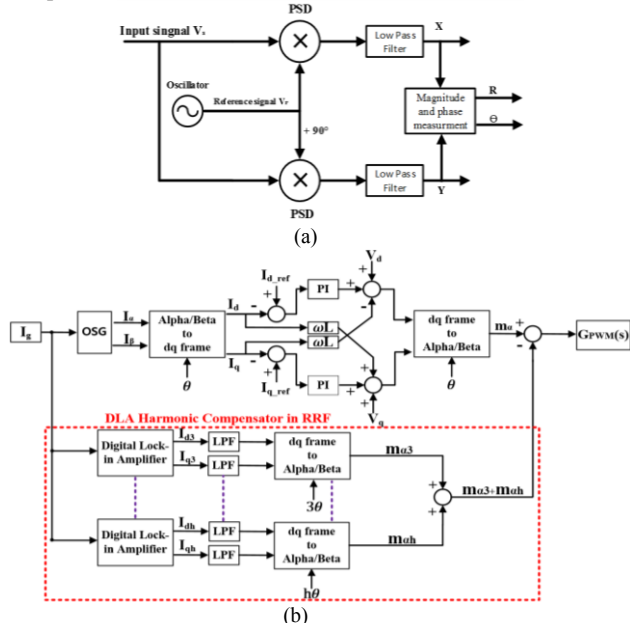 PSD
Input singnal Vs
Low Pass
Filter
X
Oscillator
Reference signal Vr
Magnitude
and phase
measurment
R
Θ
+ 90°
Low Pass
Filter
Y
PSD
(a)
Vd
Id_ref
+
PI
+
+
-
-
Ig
OSG
Iα
Iβ
Alpha/Beta
to
dq frame
θ
Id
ωL
ωL
Iq
-
+
Iq_ref
PI
+
+
+
Vq
dq frame
to
Alpha/Beta
θ
mα
+
-
GPWM(s)
DLA Harmonic Compensator in RRF
Digital Lock-
in Amplifier
Id3
LPF
Iq3
LPF
dq frame
to
Alpha/Beta
3θ
mα3
+
+
mα3+mαh
Digital Lock-
in Amplifier
Idh
LPF
Iqh
LPF
dq frame
to
Alpha/Beta
hθ
mαh
(b)